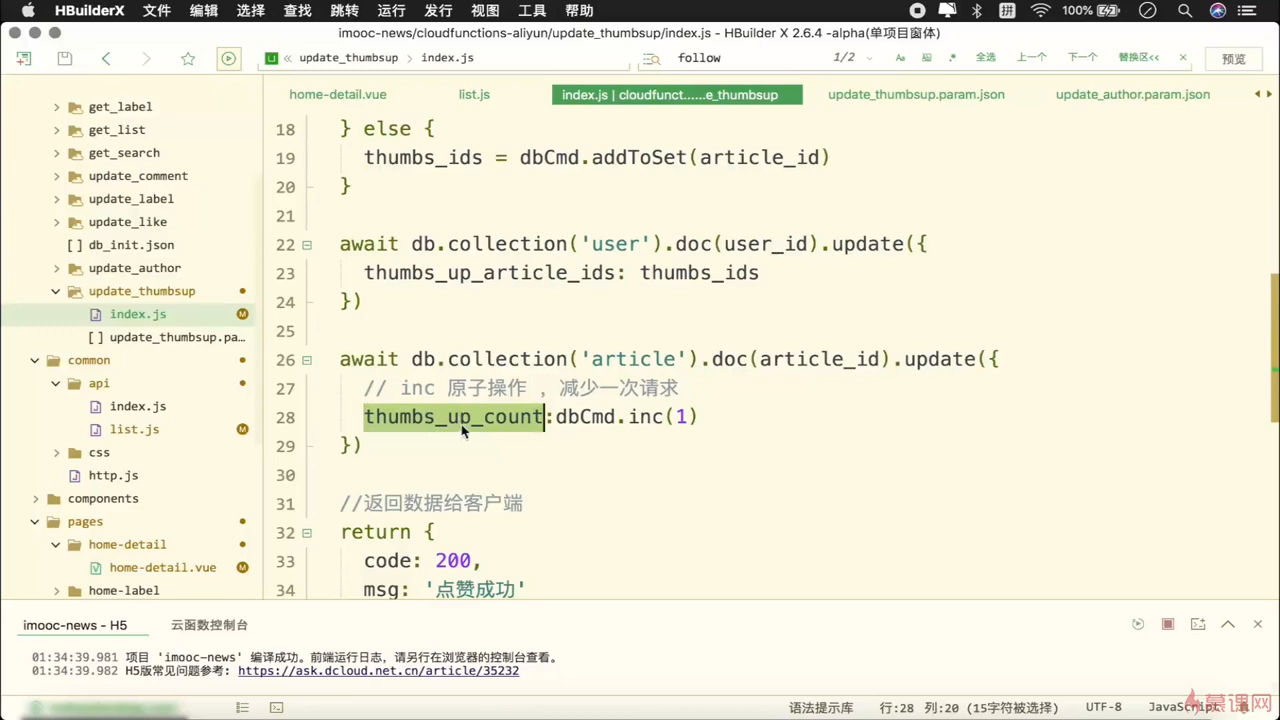 HBuilderX 文件 编辑 选择 查找 跳转 运行 发行 视图 工具 帮助 拼 100%
imooc-news/cloudfunctions-aliyun/update_thumbsup/index.js - HBuilder X 2.6.4 -alpha(单项目窗体)
update_thumbsup index.js follow 1/2 Aa .* 全选 上一个 下一个 替换区<< 预览
home-detail.vue list.js index.js | cloudfunct......e_thumbsup update_thumbsup.param.json update_author.param.json
get_label
get_list
get_search
update_comment
update_label
update_like
[ ] db_init.json
update_author
update_thumbsup
index.js M
[ ] update_thumbsup.pa...
common
api
index.js
list.js M
css
http.js
components
pages
home-detail
home-detail.vue M
home-label
18 } else {
19 thumbs_ids = dbCmd.addToSet(article_id)
20 }
21
22 await db.collection('user').doc(user_id).update({
23 thumbs_up_article_ids: thumbs_ids
24 })
25
26 await db.collection('article').doc(article_id).update({
27 // inc 原子操作 ，减少一次请求
28 thumbs_up_count:dbCmd.inc(1)
29 })
30
31 //返回数据给客户端
32 return {
33 code: 200,
34 msg: '点赞成功'
imooc-news - H5 云函数控制台
01:34:39.981 项目 'imooc-news' 编译成功。前端运行日志，请另行在浏览器的控制台查看。
01:34:39.982 H5版常见问题参考: https://ask.dcloud.net.cn/article/35232
语法提示库 行:28 列:20 (15字符被选择) UTF-8 JavaScript
慕课网